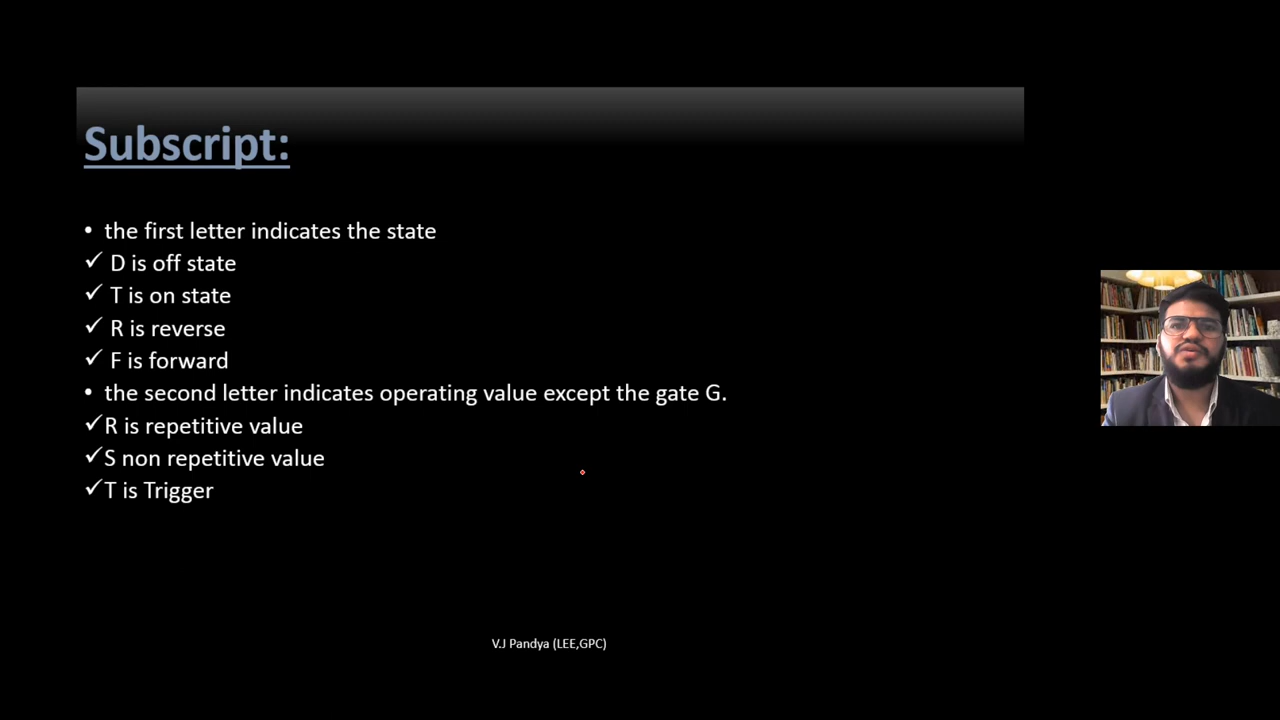 Subscript:
• the first letter indicates the state
✓ D is off state
✓ T is on state
✓ R is reverse
✓ F is forward
• the second letter indicates operating value except the gate G.
✓R is repetitive value
✓S non repetitive value
✓T is Trigger
V.J Pandya (LEE,GPC)